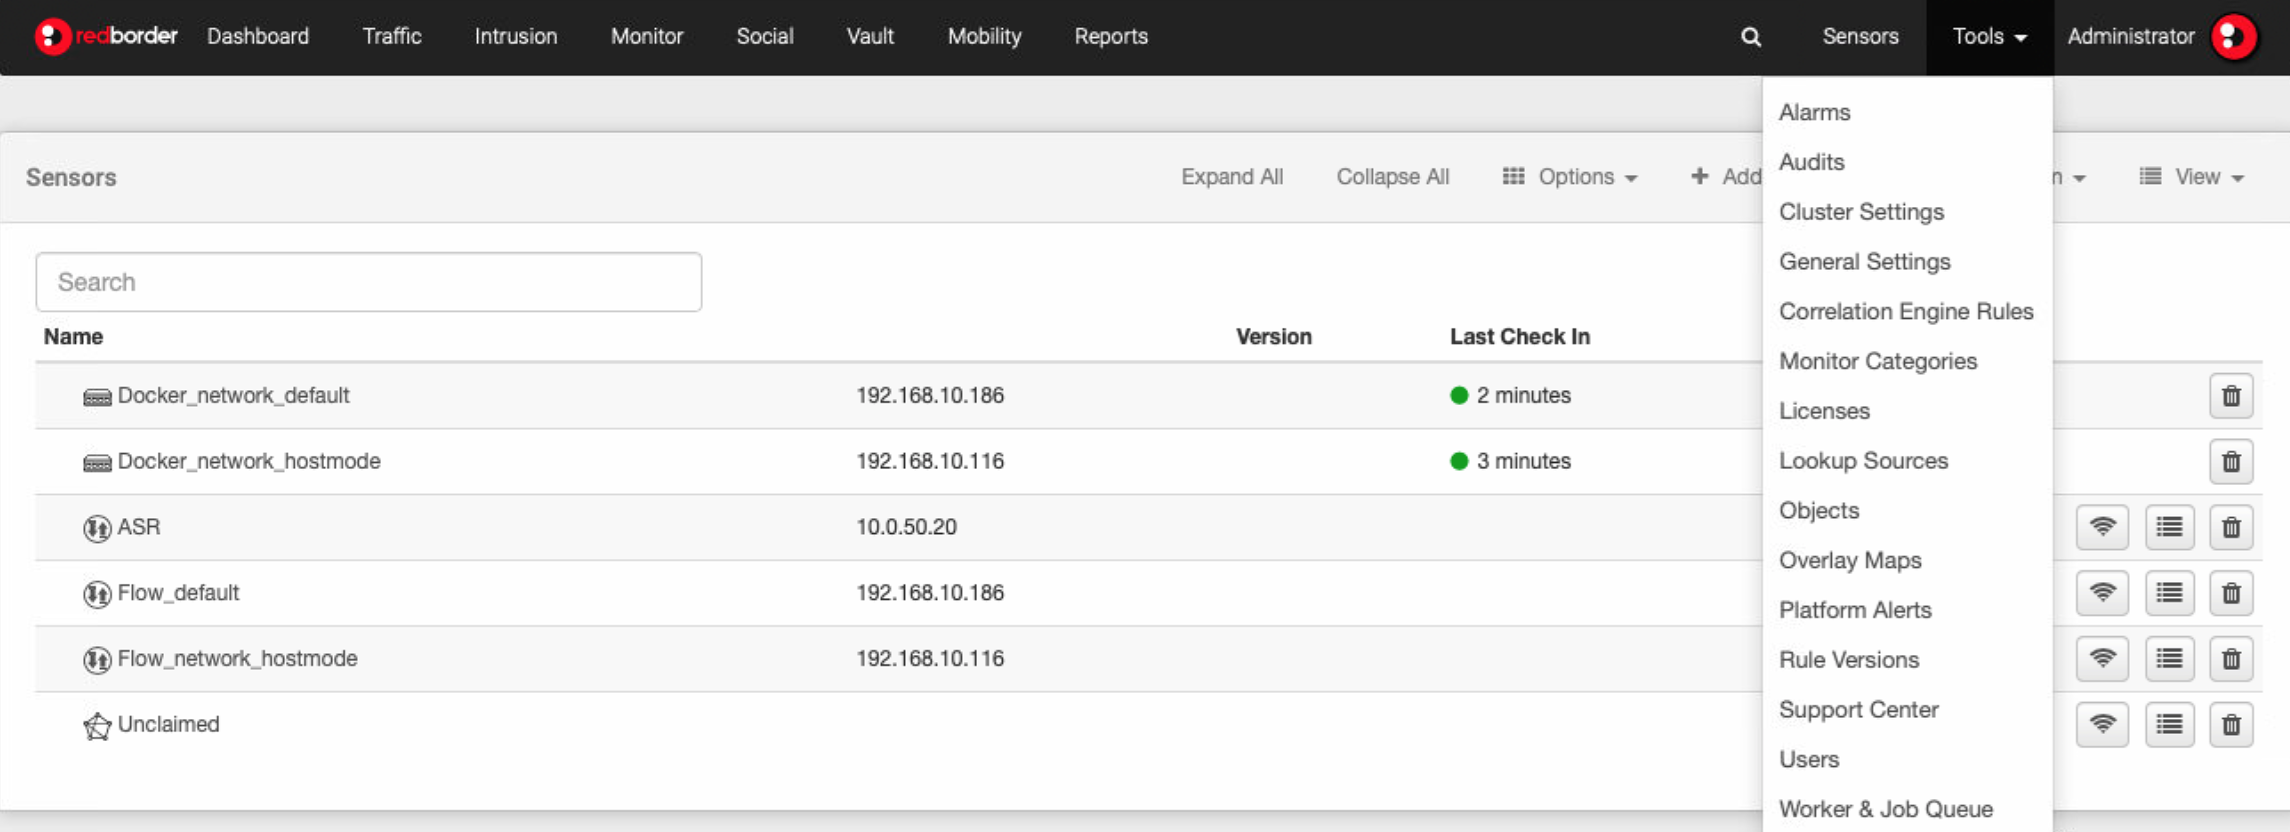 redborder Dashboard Traffic Intrusion Monitor Social Vault Mobility Reports Sensors Tools Administrator
Sensors Expand All Collapse All Options + Add n View
Search
Name Version Last Check In
Docker_network_default 192.168.10.186 2 minutes
Docker_network_hostmode 192.168.10.116 3 minutes
ASR 10.0.50.20
Flow_default 192.168.10.186
Flow_network_hostmode 192.168.10.116
Unclaimed
Alarms
Audits
Cluster Settings
General Settings
Correlation Engine Rules
Monitor Categories
Licenses
Lookup Sources
Objects
Overlay Maps
Platform Alerts
Rule Versions
Support Center
Users
Worker & Job Queue